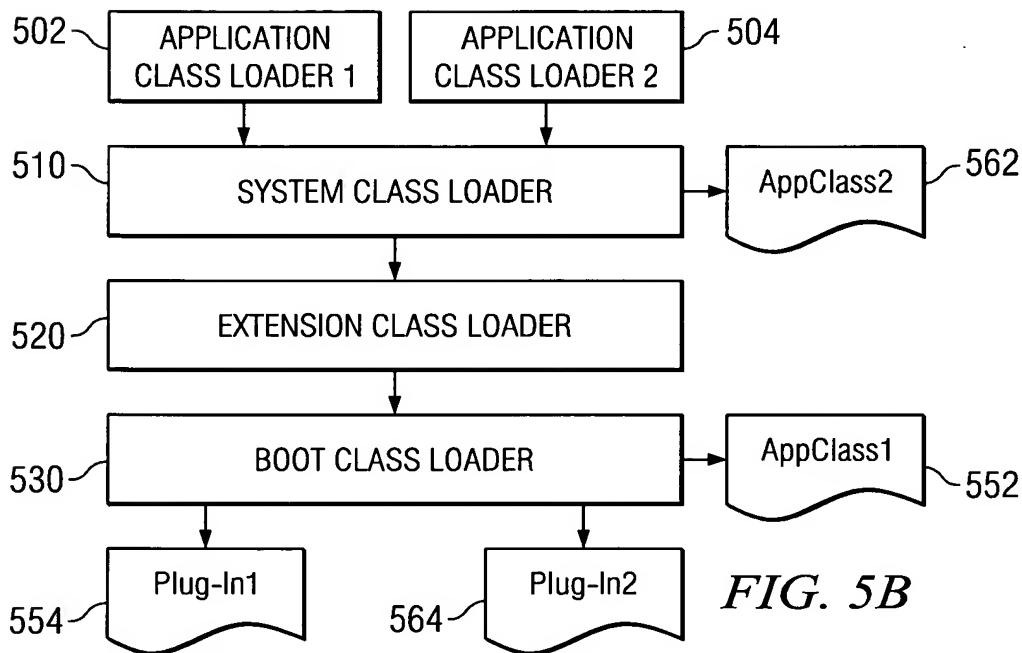 502
APPLICATION
CLASS LOADER 1
APPLICATION
CLASS LOADER 2
504
510
SYSTEM CLASS LOADER
AppClass2
562
520
EXTENSION CLASS LOADER
530
BOOT CLASS LOADER
AppClass1
552
554
Plug-In1
564
Plug-In2
FIG. 5B